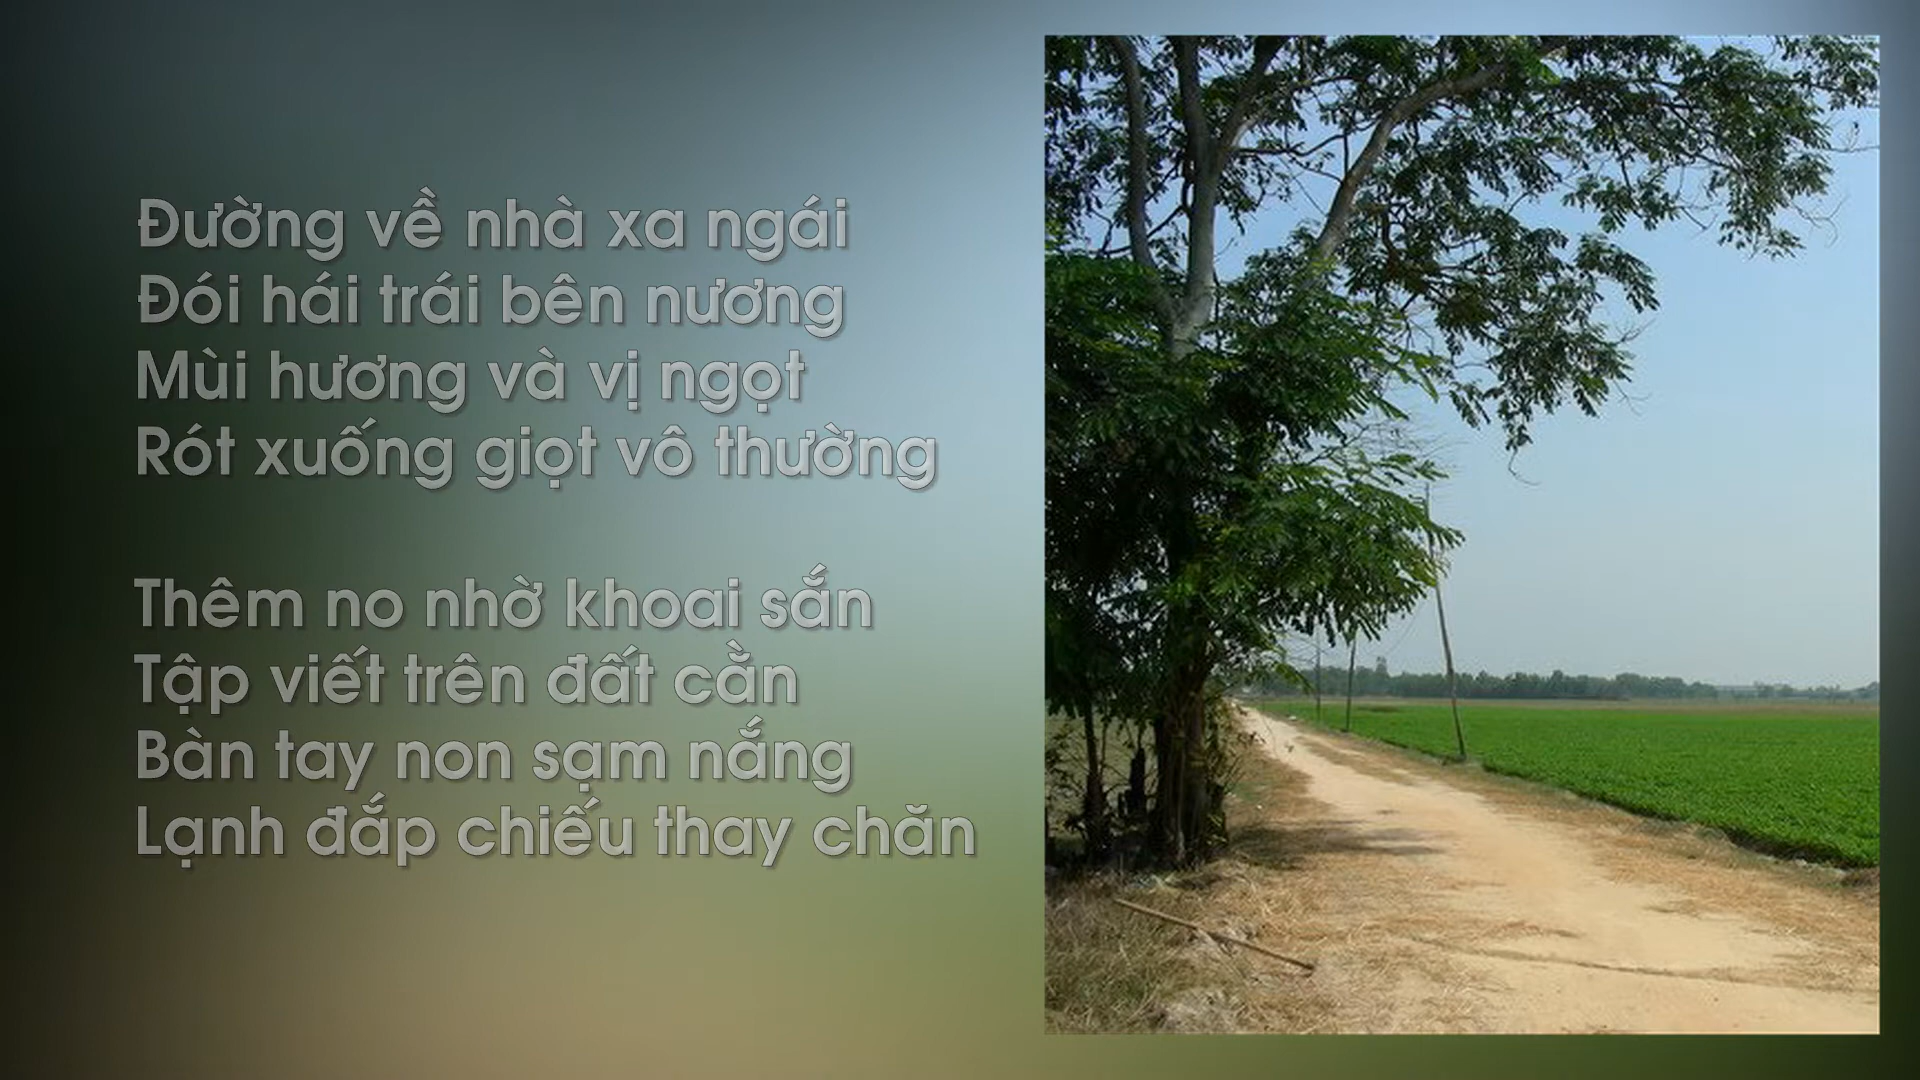 Đường về nhà xa ngái
Đói hái trái bên nương
Mùi hương và vị ngọt
Rót xuống giọt vô thường
Thêm no nhờ khoai sắn
Tập viết trên đất cằn
Bàn tay non sạm nắng
Lạnh đắp chiếu thay chăn